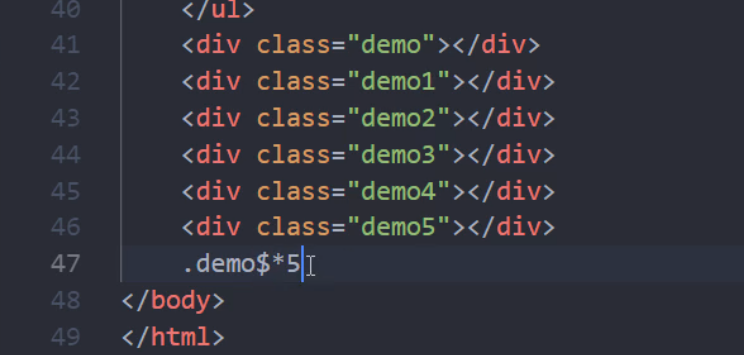 40 </ul>
41 <div class="demo"></div>
42 <div class="demo1"></div>
43 <div class="demo2"></div>
44 <div class="demo3"></div>
45 <div class="demo4"></div>
46 <div class="demo5"></div>
47 .demo$*5
48 </body>
49 </html>